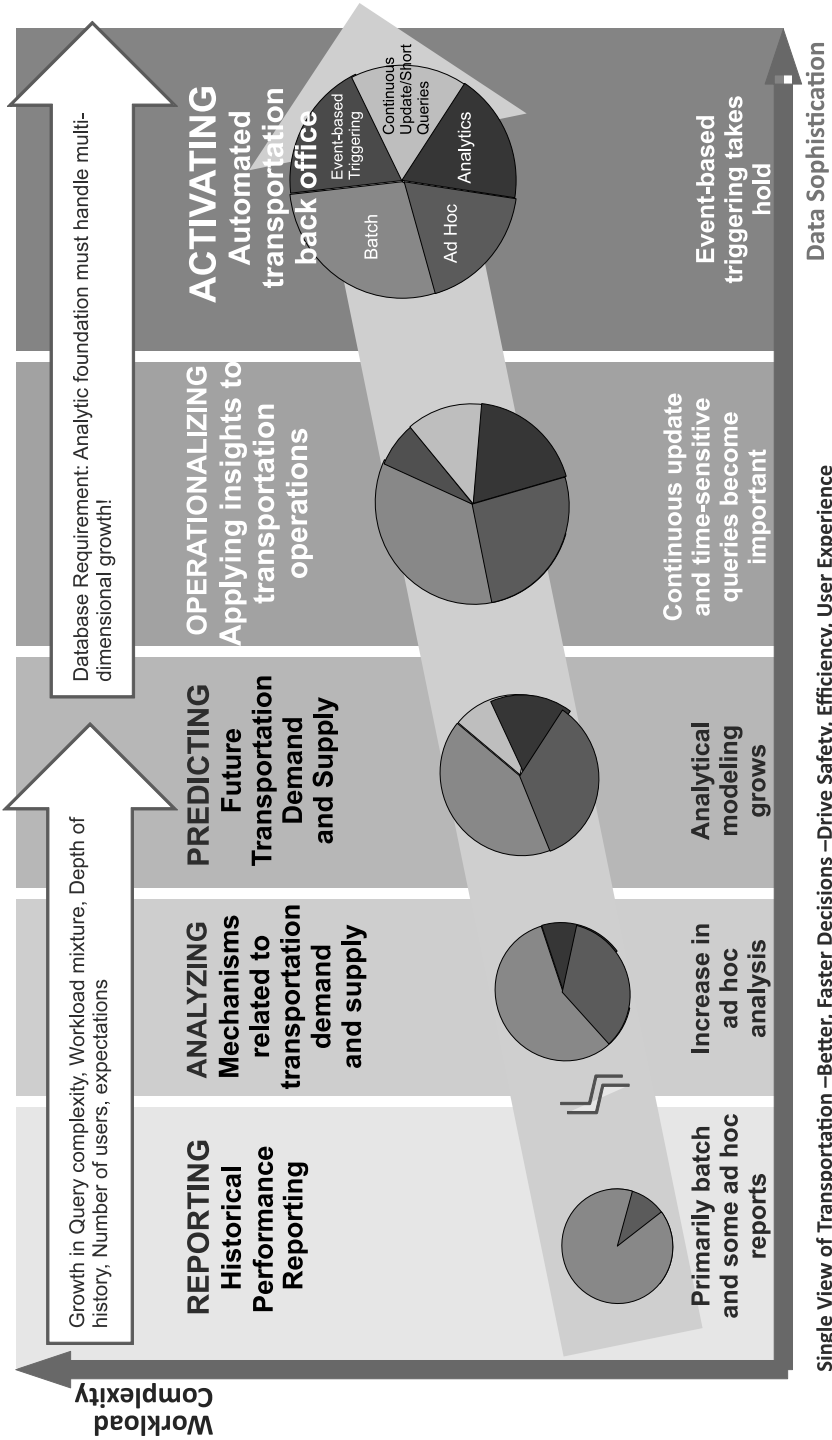 Workload
Complexity
Growth in Query complexity, Workload mixture, Depth of
history, Number of users, expectations
Database Requirement: Analytic foundation must handle multi-
dimensional growth!
REPORTING
Historical
Performance
Reporting
ANALYZING
Mechanisms
related to
transportation
demand
and supply
PREDICTING
Future
Transportation
Demand
and Supply
OPERATIONALIZING
Applying insights to
transportation
operations
ACTIVATING
Automated
transportation
back office
Batch
Event-based
Triggering
Continuous
Update/Short
Queries
Ad Hoc
Analytics
Primarily batch
and some ad hoc
reports
Increase in
ad hoc
analysis
Analytical
modeling
grows
Continuous update
and time-sensitive
queries become
important
Event-based
triggering takes
hold
Data Sophistication
Single View of Transportation –Better, Faster Decisions –Drive Safety, Efficiency, User Experience